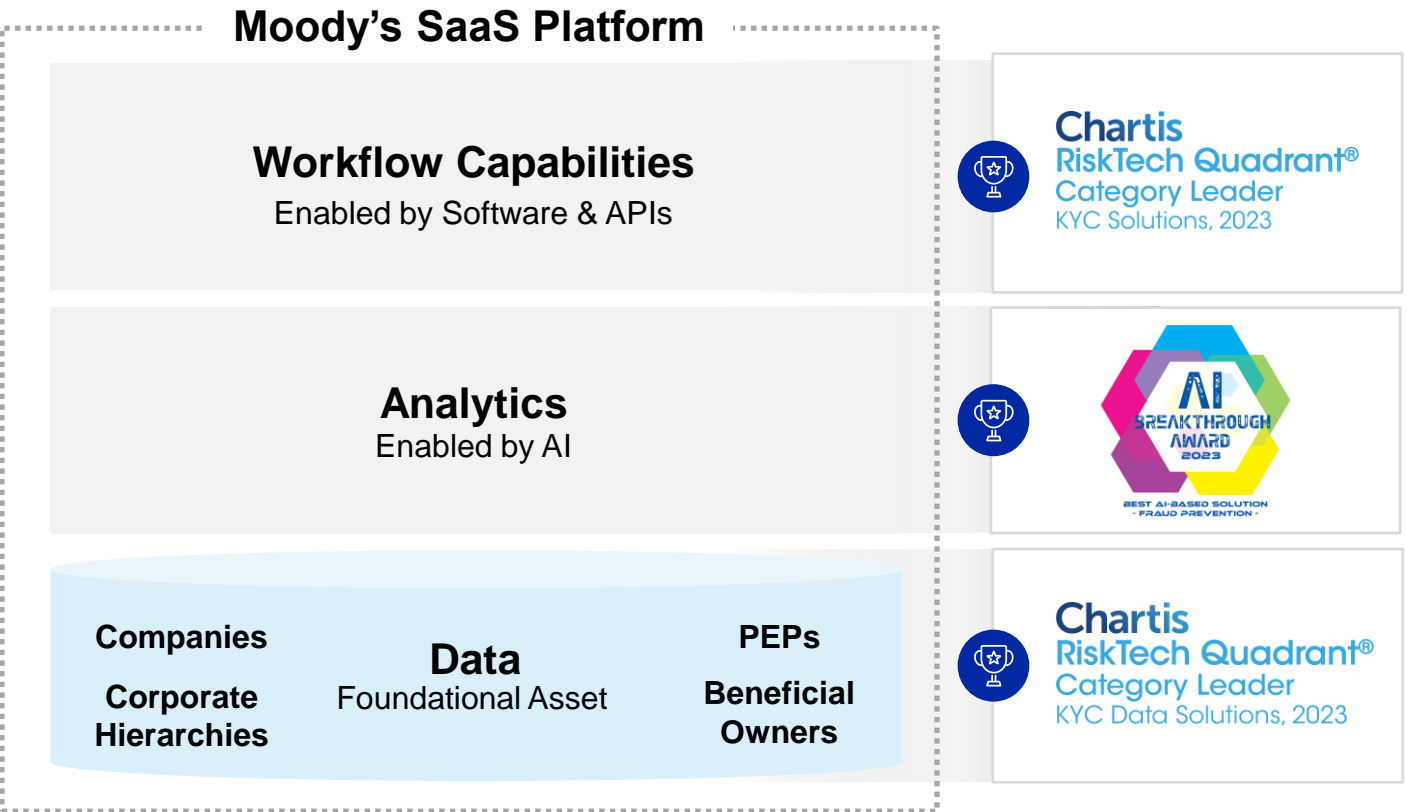 Moody’s SaaS Platform
Workflow Capabilities
Enabled by Software & APIs
Chartis
RiskTech Quadrant®
Category Leader
KYC Solutions, 2023
Analytics
Enabled by AI
AI
BREAKTHROUGH
AWARD
2023
BEST AI-BASED SOLUTION
- FRAUD PREVENTION -
Companies
Corporate
Hierarchies
Data
Foundational Asset
PEPs
Beneficial
Owners
Chartis
RiskTech Quadrant®
Category Leader
KYC Data Solutions, 2023